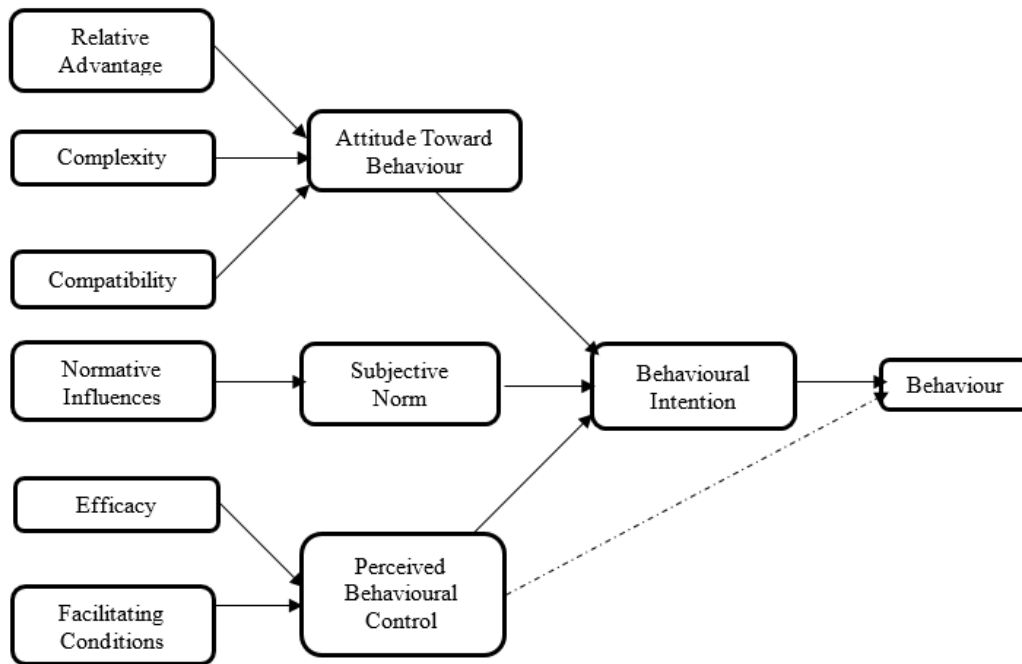 Relative
Advantage
Complexity
Attitude Toward
Behaviour
Compatibility
Normative
Influences
Subjective
Norm
Behavioural
Intention
Behaviour
Efficacy
Perceived
Behavioural
Control
Facilitating
Conditions